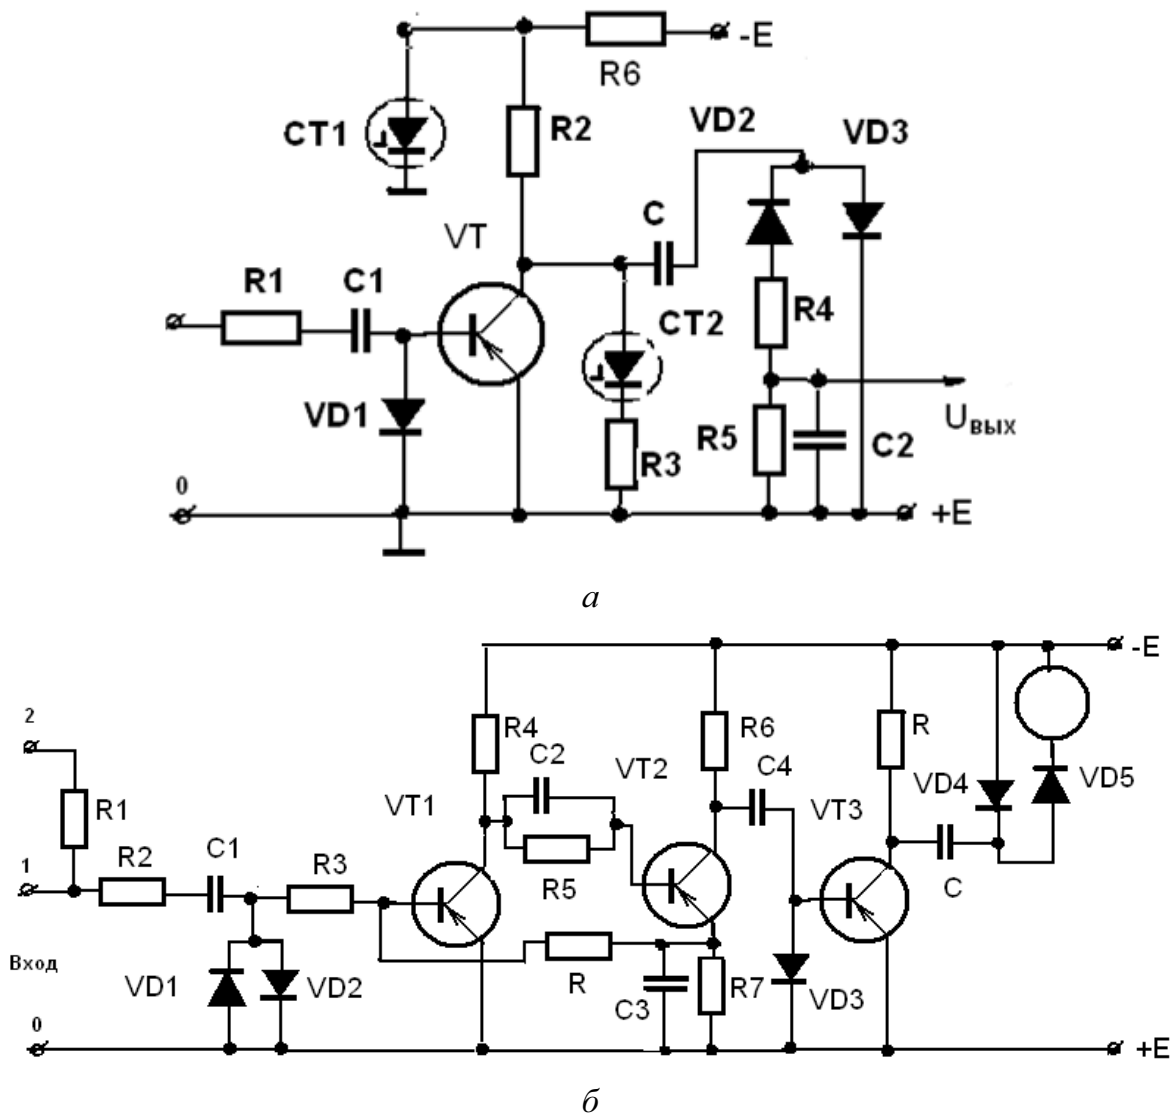 -E
R6
CT1
R2
VD2
VD3
C
VT
R1
C1
R4
CT2
VD1
Uвых
R5
C2
R3
0
+E
а
-E
2
R4
R6
R
C2
VT2
C4
VD4
VD5
R1
VT1
VT3
C1
R2
R3
1
R5
C
Вход
VD1
VD2
R
C3
R7
VD3
0
+E
б